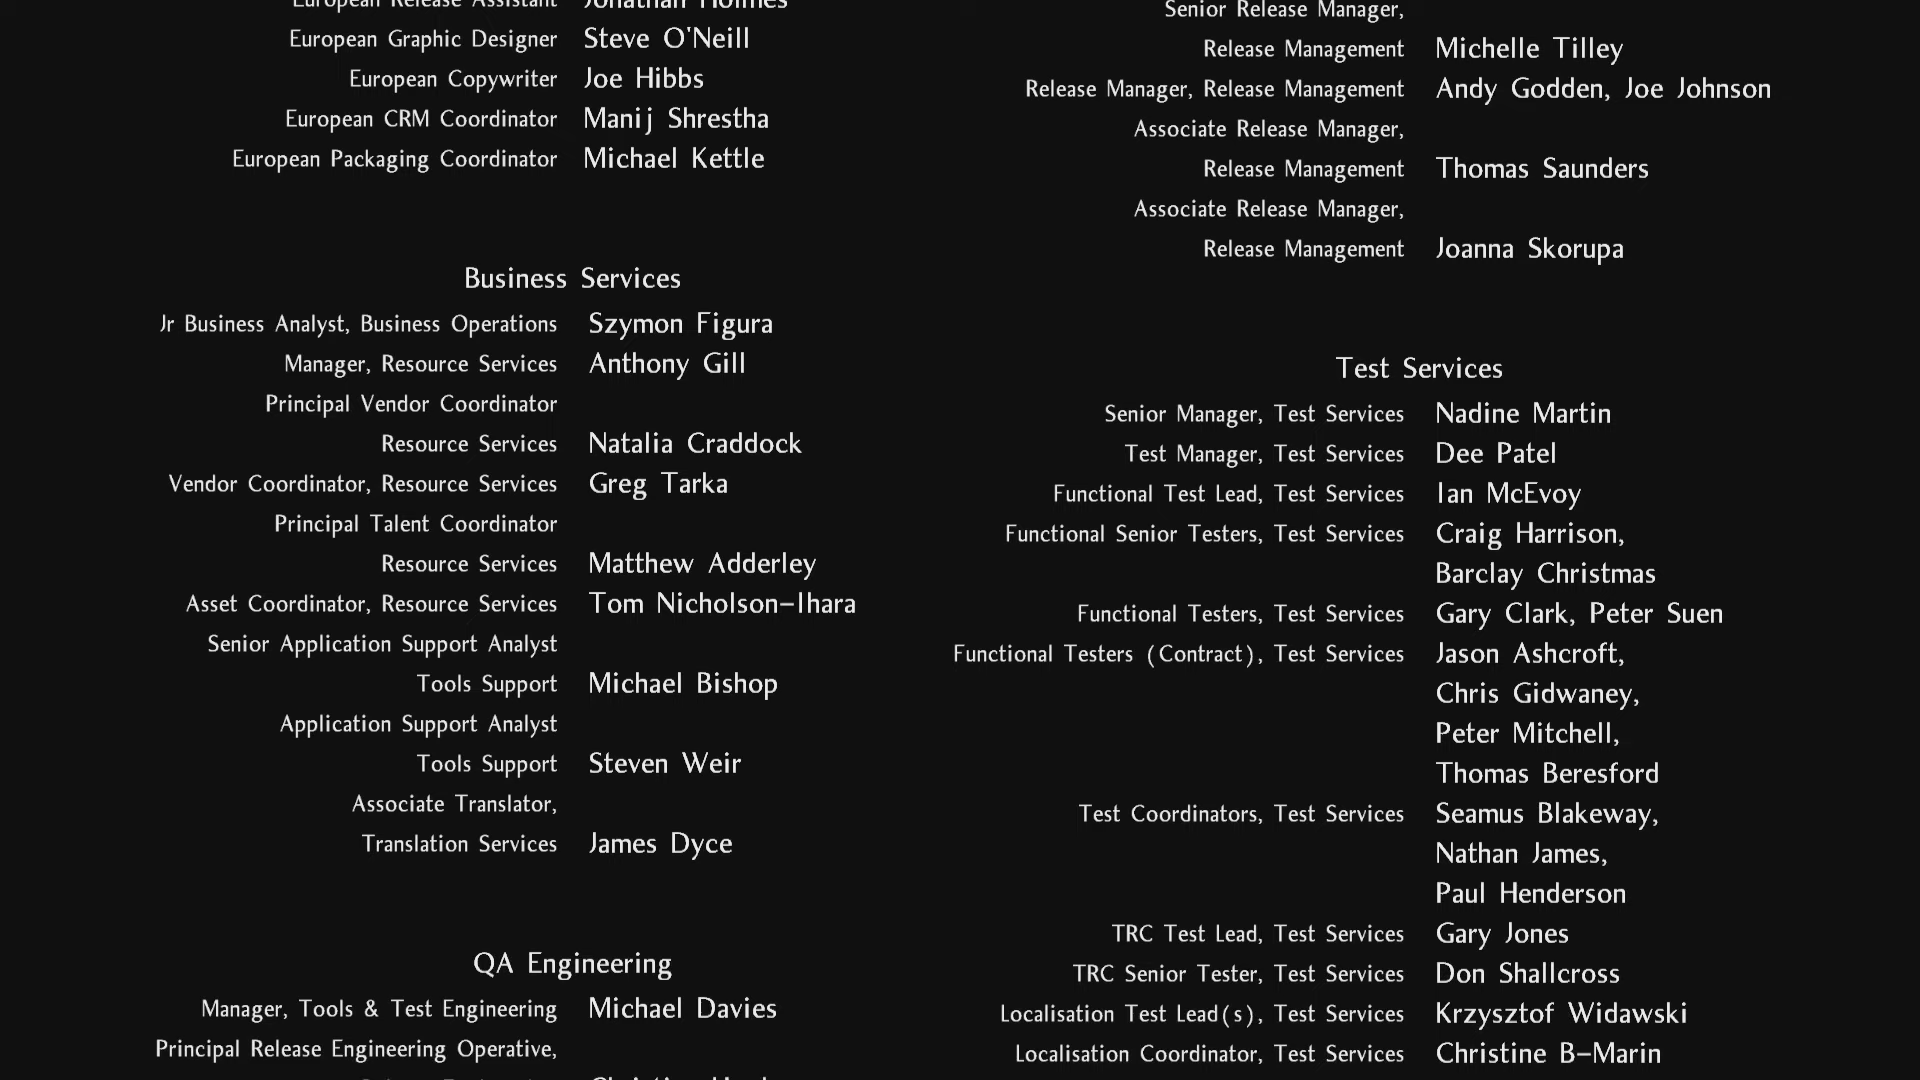 European Release Assistant Jonathan Holmes
European Graphic Designer Steve O'Neill
European Copywriter Joe Hibbs
European CRM Coordinator Manij Shrestha
European Packaging Coordinator Michael Kettle
Business Services
Jr Business Analyst, Business Operations Szymon Figura
Manager, Resource Services Anthony Gill
Principal Vendor Coordinator
Resource Services Natalia Craddock
Vendor Coordinator, Resource Services Greg Tarka
Principal Talent Coordinator
Resource Services Matthew Adderley
Asset Coordinator, Resource Services Tom Nicholson-Ihara
Senior Application Support Analyst
Tools Support Michael Bishop
Application Support Analyst
Tools Support Steven Weir
Associate Translator,
Translation Services James Dyce
QA Engineering
Manager, Tools & Test Engineering Michael Davies
Principal Release Engineering Operative,
Senior Release Manager,
Release Management Michelle Tilley
Release Manager, Release Management Andy Godden, Joe Johnson
Associate Release Manager,
Release Management Thomas Saunders
Associate Release Manager,
Release Management Joanna Skorupa
Test Services
Senior Manager, Test Services Nadine Martin
Test Manager, Test Services Dee Patel
Functional Test Lead, Test Services Ian McEvoy
Functional Senior Testers, Test Services Craig Harrison,
Barclay Christmas
Functional Testers, Test Services Gary Clark, Peter Suen
Functional Testers (Contract), Test Services Jason Ashcroft,
Chris Gidwaney,
Peter Mitchell,
Thomas Beresford
Test Coordinators, Test Services Seamus Blakeway,
Nathan James,
Paul Henderson
TRC Test Lead, Test Services Gary Jones
TRC Senior Tester, Test Services Don Shallcross
Localisation Test Lead(s), Test Services Krzysztof Widawski
Localisation Coordinator, Test Services Christine B-Marin